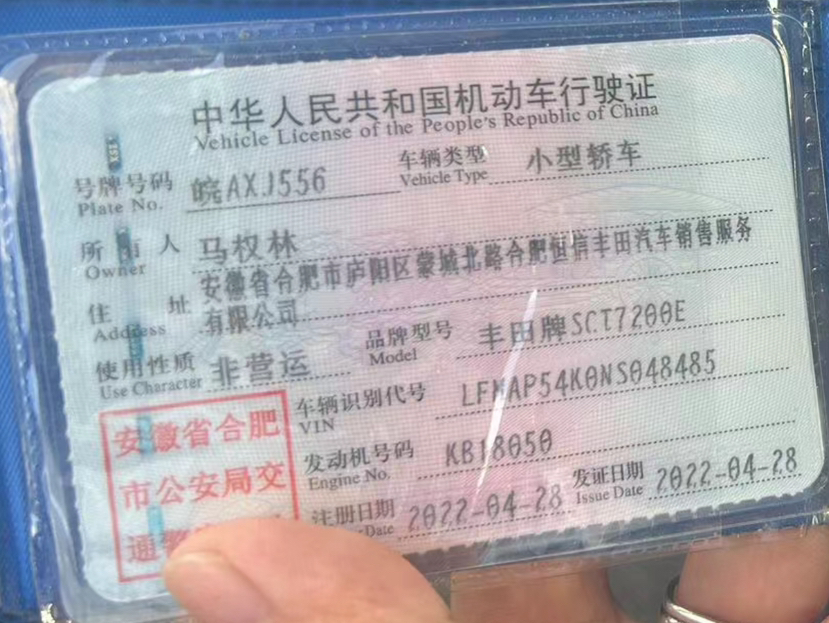 中华人民共和国机动车行驶证
Vehicle License of the People's Republic of China
号牌号码 皖AXJ556 车辆类型 小型轿车
Plate No. Vehicle Type
所有人 马权林
Owner
住址 安徽省合肥市庐阳区蒙城北路合肥恒信丰田汽车销售服务
Address 有限公司
使用性质 非营运 品牌型号 丰田牌SCT7200E
Use Character Model
车辆识别代号 LFMAP54K0NS048485
VIN
发动机号码 KB18050
Engine No.
注册日期 2022-04-28 发证日期 2022-04-28
Date Issue Date
安徽省合肥
市公安局交
通